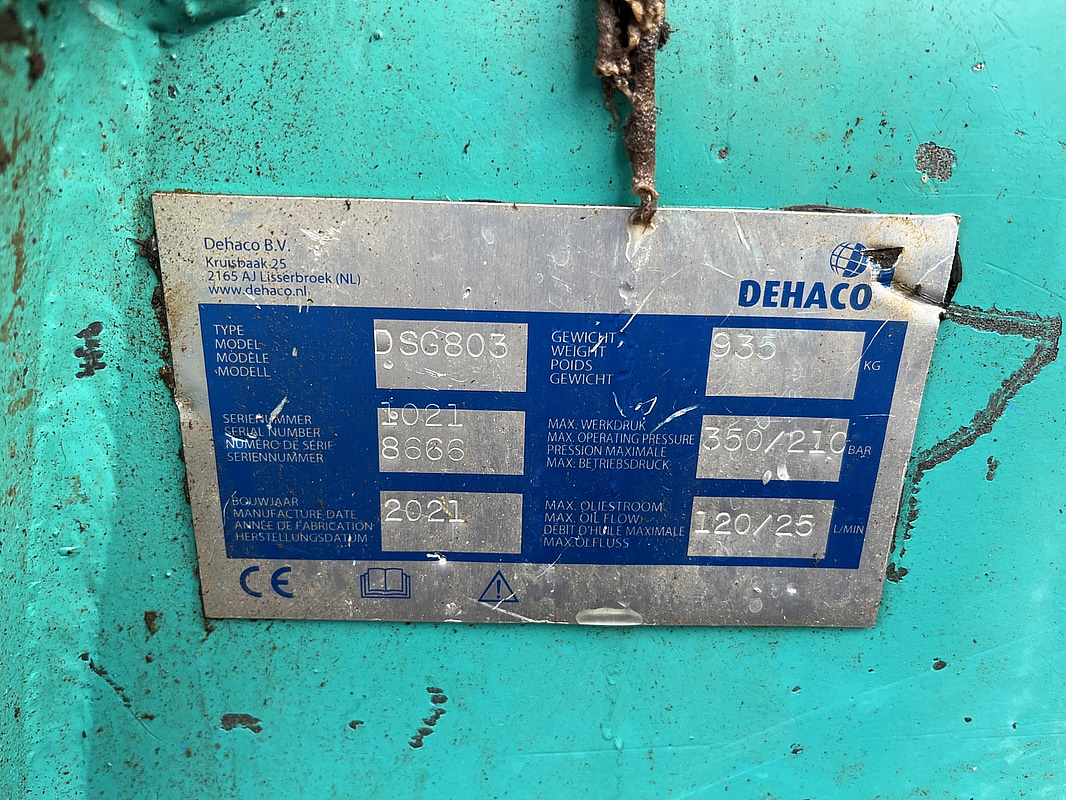 Dehaco B.V.
Kruisbaak 25
2165 AJ Lisserbroek (NL)
www.dehaco.nl
DEHACO
TYPE
MODEL
MODÈLE
MODELL
DSG803
GEWICHT
WEIGHT
POIDS
GEWICHT
935
KG
SERIENUMMER
SERIAL NUMBER
NUMÉRO DE SÉRIE
SERIENNUMMER
1021
8666
MAX. WERKDRUK
MAX. OPERATING PRESSURE
PRESSION MAXIMALE
MAX. BETRIEBSDRUCK
350/210
BAR
BOUWJAAR
MANUFACTURE DATE
ANNÉE DE FABRICATION
HERSTELLUNGSDATUM
2021
MAX. OLIESTROOM
MAX. OIL FLOW
DÉBIT D'HUILE MAXIMALE
MAX.ÖLFLUSS
120/25
L/MIN
CE